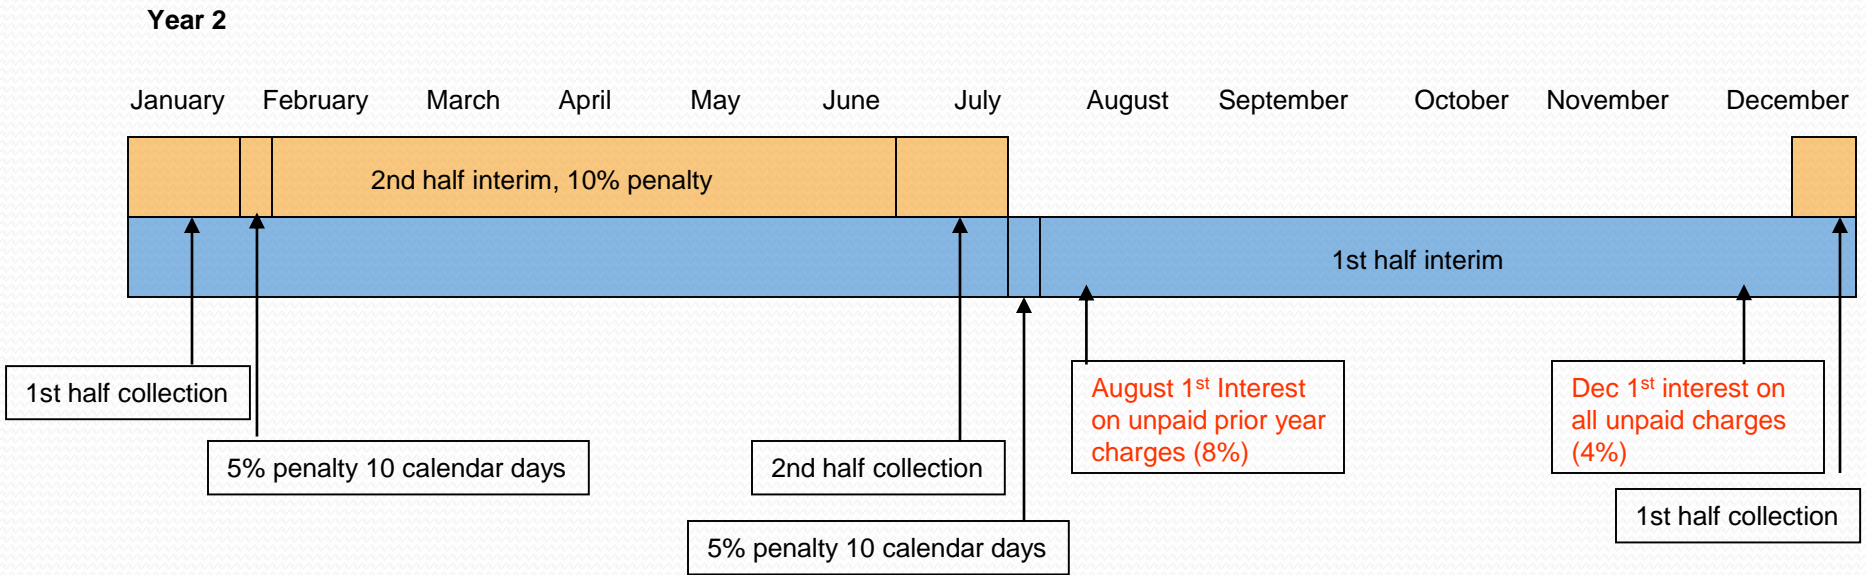 Year 2
January February March April May June July August September October November December
2nd half interim, 10% penalty
1st half interim
1st half collection
5% penalty 10 calendar days
2nd half collection
5% penalty 10 calendar days
August 1st Interest
on unpaid prior year
charges (8%)
Dec 1st interest on
all unpaid charges
(4%)
1st half collection